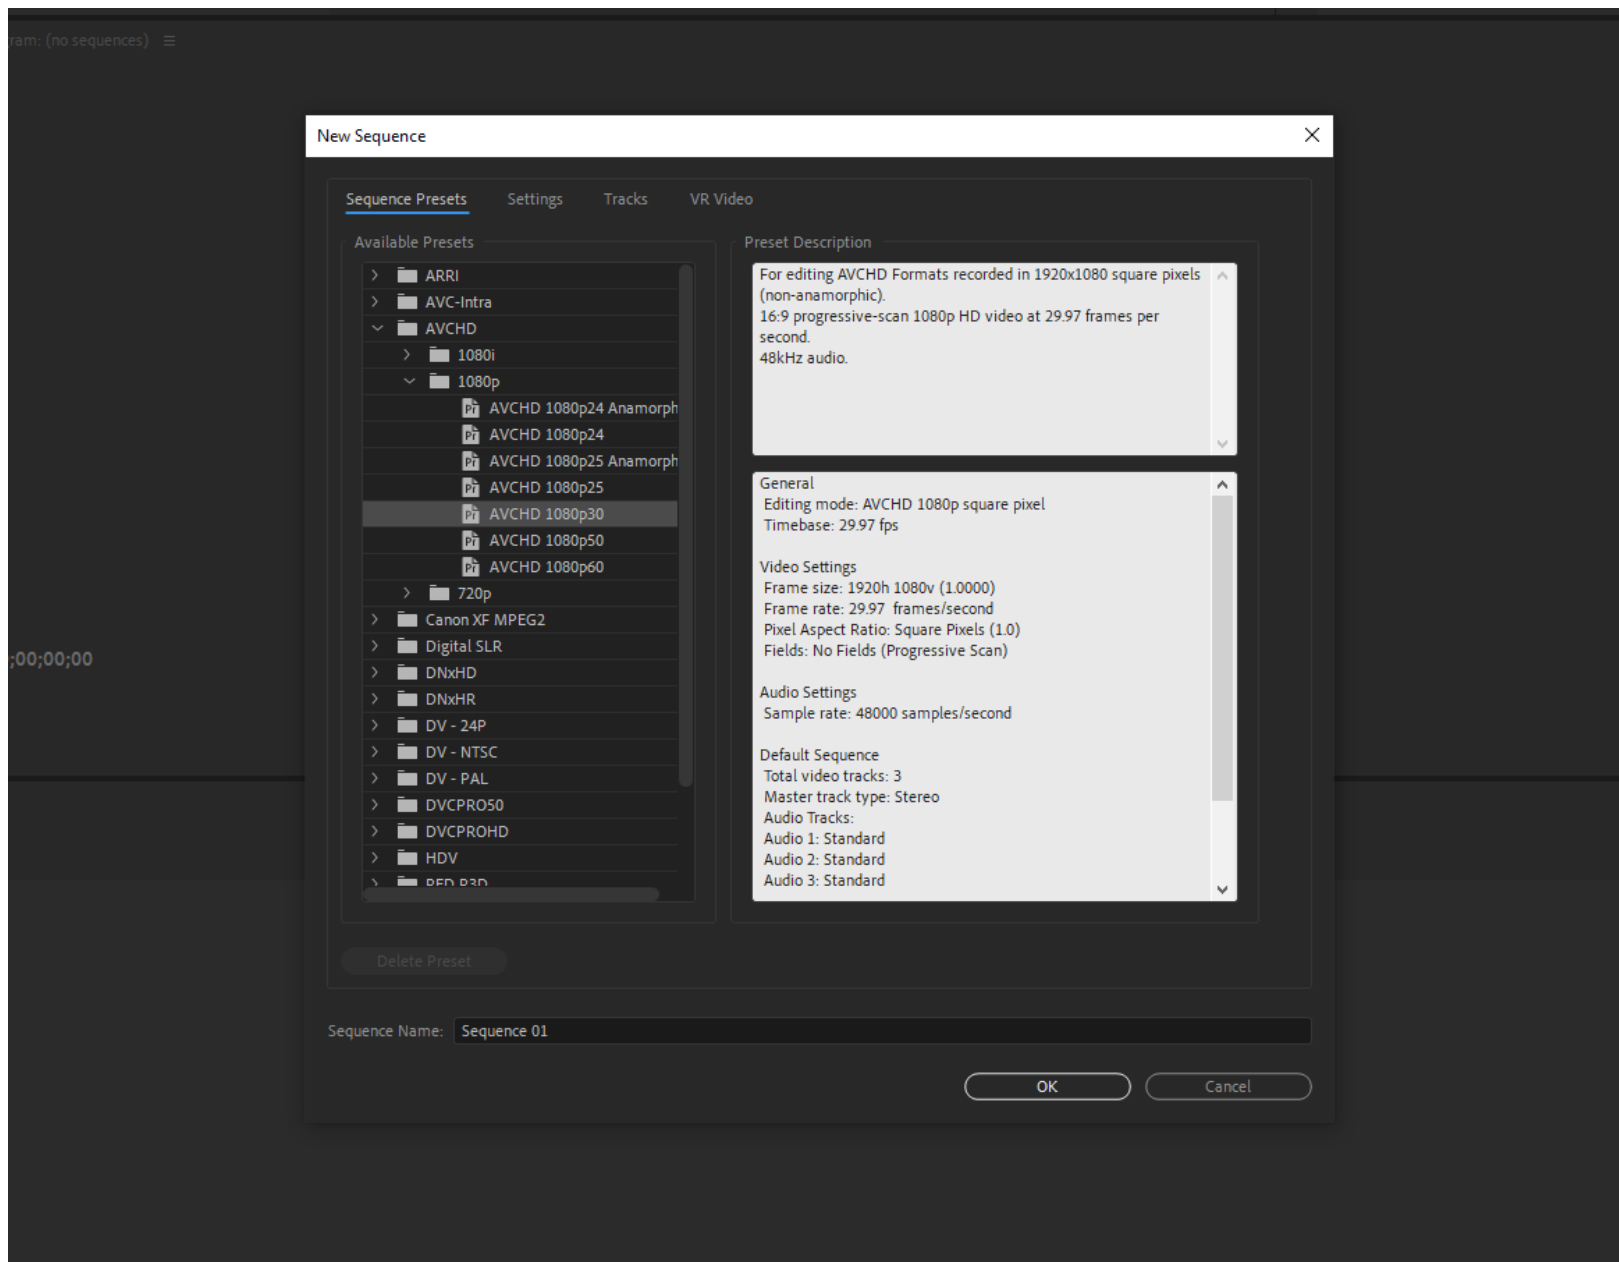 ram: (no sequences)
New Sequence
Sequence Presets Settings Tracks VR Video
Available Presets
ARRI
AVC-Intra
AVCHD
1080i
1080p
AVCHD 1080p24 Anamorph
AVCHD 1080p24
AVCHD 1080p25 Anamorph
AVCHD 1080p25
AVCHD 1080p30
AVCHD 1080p50
AVCHD 1080p60
720p
Canon XF MPEG2
Digital SLR
DNxHD
DNxHR
DV - 24P
DV - NTSC
DV - PAL
DVCPRO50
DVCPROHD
HDV
RED R3D
Delete Preset
Preset Description
For editing AVCHD Formats recorded in 1920x1080 square pixels
(non-anamorphic).
16:9 progressive-scan 1080p HD video at 29.97 frames per
second.
48kHz audio.
General
Editing mode: AVCHD 1080p square pixel
Timebase: 29.97 fps
Video Settings
Frame size: 1920h 1080v (1.0000)
Frame rate: 29.97 frames/second
Pixel Aspect Ratio: Square Pixels (1.0)
Fields: No Fields (Progressive Scan)
Audio Settings
Sample rate: 48000 samples/second
Default Sequence
Total video tracks: 3
Master track type: Stereo
Audio Tracks:
Audio 1: Standard
Audio 2: Standard
Audio 3: Standard
;00;00;00
Sequence Name: Sequence 01
OK Cancel